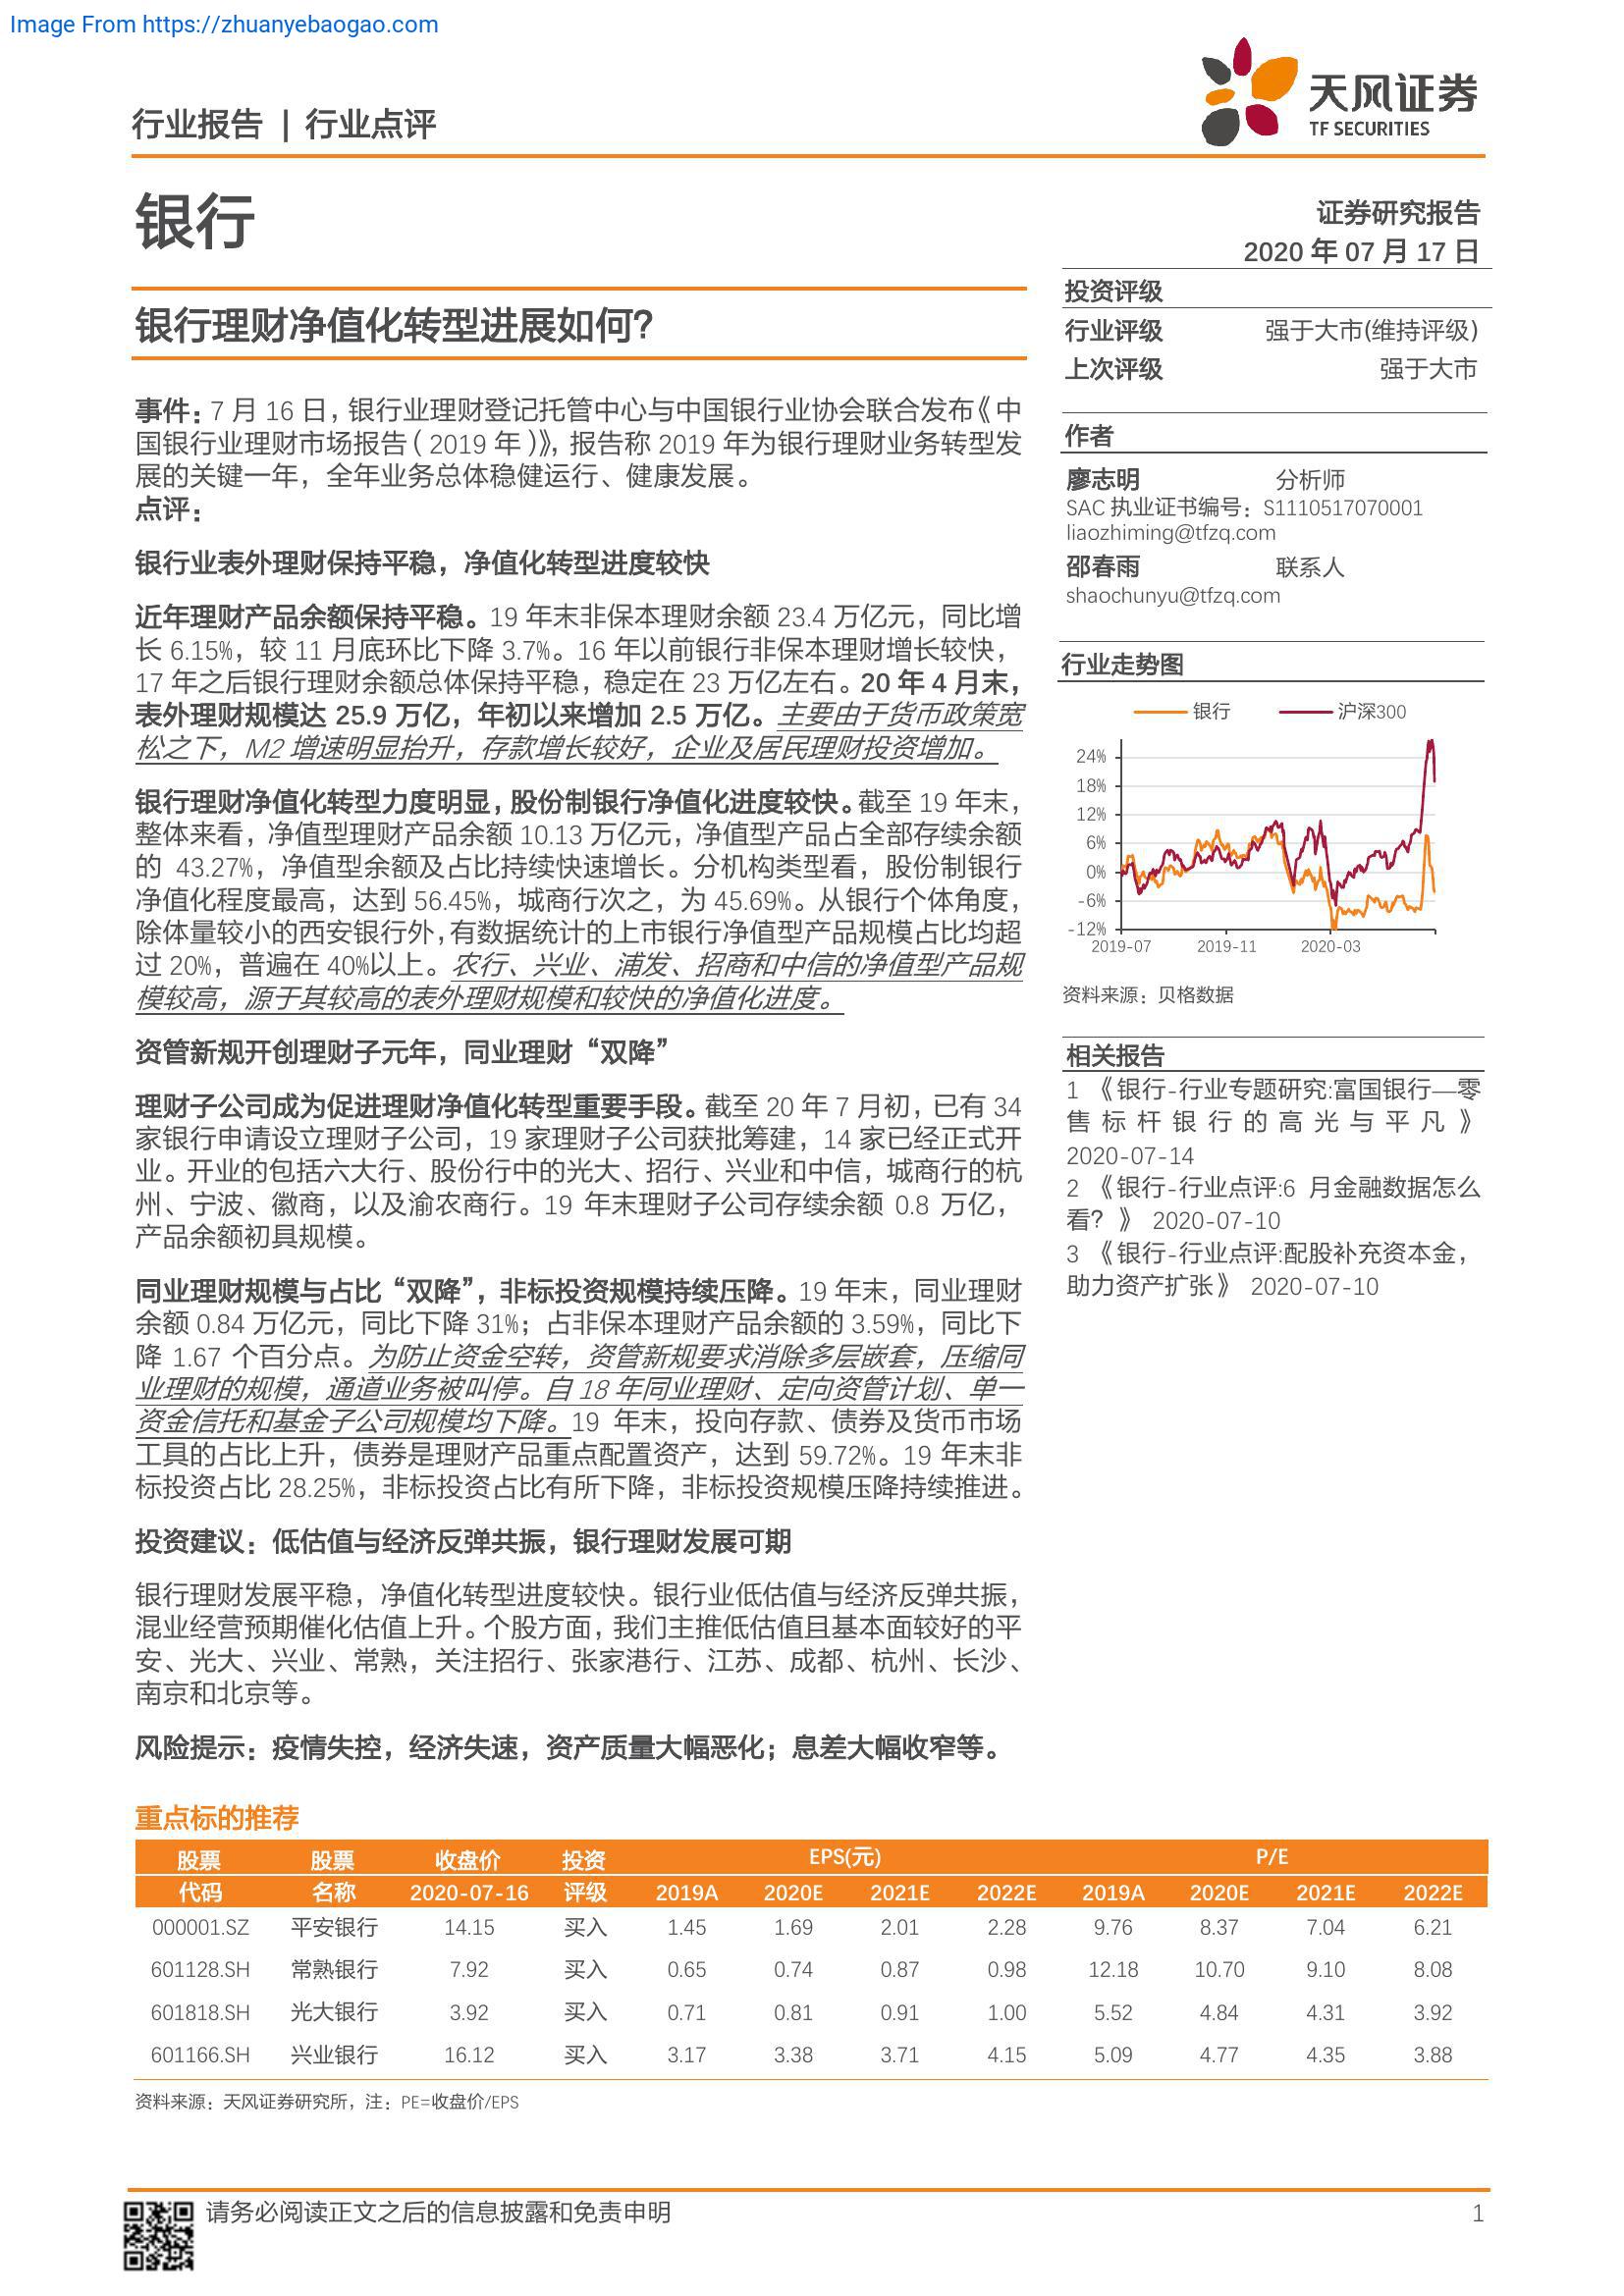 Image From https://zhuanyebaogao.com
行业报告 | 行业点评
天风证券
TF SECURITIES
银行
证券研究报告
2020 年 07 月 17 日
银行理财净值化转型进展如何？
投资评级
行业评级 强于大市(维持评级)
上次评级 强于大市
作者
廖志明 分析师
SAC 执业证书编号：S1110517070001
liaozhiming@tfzq.com
邵春雨 联系人
shaochunyu@tfzq.com
行业走势图
银行 沪深300
24%
18%
12%
6%
0%
-6%
-12%
2019-07 2019-11 2020-03
资料来源：贝格数据
相关报告
1 《银行-行业专题研究:富国银行—零
售标杆银行的高光与平凡》
2020-07-14
2 《银行-行业点评:6 月金融数据怎么
看？》 2020-07-10
3 《银行-行业点评:配股补充资本金，
助力资产扩张》 2020-07-10
事件：7 月 16 日，银行业理财登记托管中心与中国银行业协会联合发布《中
国银行业理财市场报告（2019 年）》，报告称 2019 年为银行理财业务转型发
展的关键一年，全年业务总体稳健运行、健康发展。
点评：
银行业表外理财保持平稳，净值化转型进度较快
近年理财产品余额保持平稳。19 年末非保本理财余额 23.4 万亿元，同比增
长 6.15%，较 11 月底环比下降 3.7%。16 年以前银行非保本理财增长较快，
17 年之后银行理财余额总体保持平稳，稳定在 23 万亿左右。20 年 4 月末，
表外理财规模达 25.9 万亿，年初以来增加 2.5 万亿。主要由于货币政策宽
松之下，M2 增速明显抬升，存款增长较好，企业及居民理财投资增加。
银行理财净值化转型力度明显，股份制银行净值化进度较快。截至 19 年末，
整体来看，净值型理财产品余额 10.13 万亿元，净值型产品占全部存续余额
的 43.27%，净值型余额及占比持续快速增长。分机构类型看，股份制银行
净值化程度最高，达到 56.45%，城商行次之，为 45.69%。从银行个体角度，
除体量较小的西安银行外，有数据统计的上市银行净值型产品规模占比均超
过 20%，普遍在 40%以上。农行、兴业、浦发、招商和中信的净值型产品规
模较高，源于其较高的表外理财规模和较快的净值化进度。
资管新规开创理财子元年，同业理财“双降”
理财子公司成为促进理财净值化转型重要手段。截至 20 年 7 月初，已有 34
家银行申请设立理财子公司，19 家理财子公司获批筹建，14 家已经正式开
业。开业的包括六大行、股份行中的光大、招行、兴业和中信，城商行的杭
州、宁波、徽商，以及渝农商行。19 年末理财子公司存续余额 0.8 万亿，
产品余额初具规模。
同业理财规模与占比“双降”，非标投资规模持续压降。19 年末，同业理财
余额 0.84 万亿元，同比下降 31%；占非保本理财产品余额的 3.59%，同比下
降 1.67 个百分点。为防止资金空转，资管新规要求消除多层嵌套，压缩同
业理财的规模，通道业务被叫停。自 18 年同业理财、定向资管计划、单一
资金信托和基金子公司规模均下降。19 年末，投向存款、债券及货币市场
工具的占比上升，债券是理财产品重点配置资产，达到 59.72%。19 年末非
标投资占比 28.25%，非标投资占比有所下降，非标投资规模压降持续推进。
投资建议：低估值与经济反弹共振，银行理财发展可期
银行理财发展平稳，净值化转型进度较快。银行业低估值与经济反弹共振，
混业经营预期催化估值上升。个股方面，我们主推低估值且基本面较好的平
安、光大、兴业、常熟，关注招行、张家港行、江苏、成都、杭州、长沙、
南京和北京等。
风险提示：疫情失控，经济失速，资产质量大幅恶化；息差大幅收窄等。
重点标的推荐
股票 股票 收盘价 投资 EPS(元) P/E
代码 名称 2020-07-16 评级 2019A 2020E 2021E 2022E 2019A 2020E 2021E 2022E
000001.SZ 平安银行 14.15 买入 1.45 1.69 2.01 2.28 9.76 8.37 7.04 6.21
601128.SH 常熟银行 7.92 买入 0.65 0.74 0.87 0.98 12.18 10.70 9.10 8.08
601818.SH 光大银行 3.92 买入 0.71 0.81 0.91 1.00 5.52 4.84 4.31 3.92
601166.SH 兴业银行 16.12 买入 3.17 3.38 3.71 4.15 5.09 4.77 4.35 3.88
资料来源：天风证券研究所，注：PE=收盘价/EPS
请务必阅读正文之后的信息披露和免责申明 1